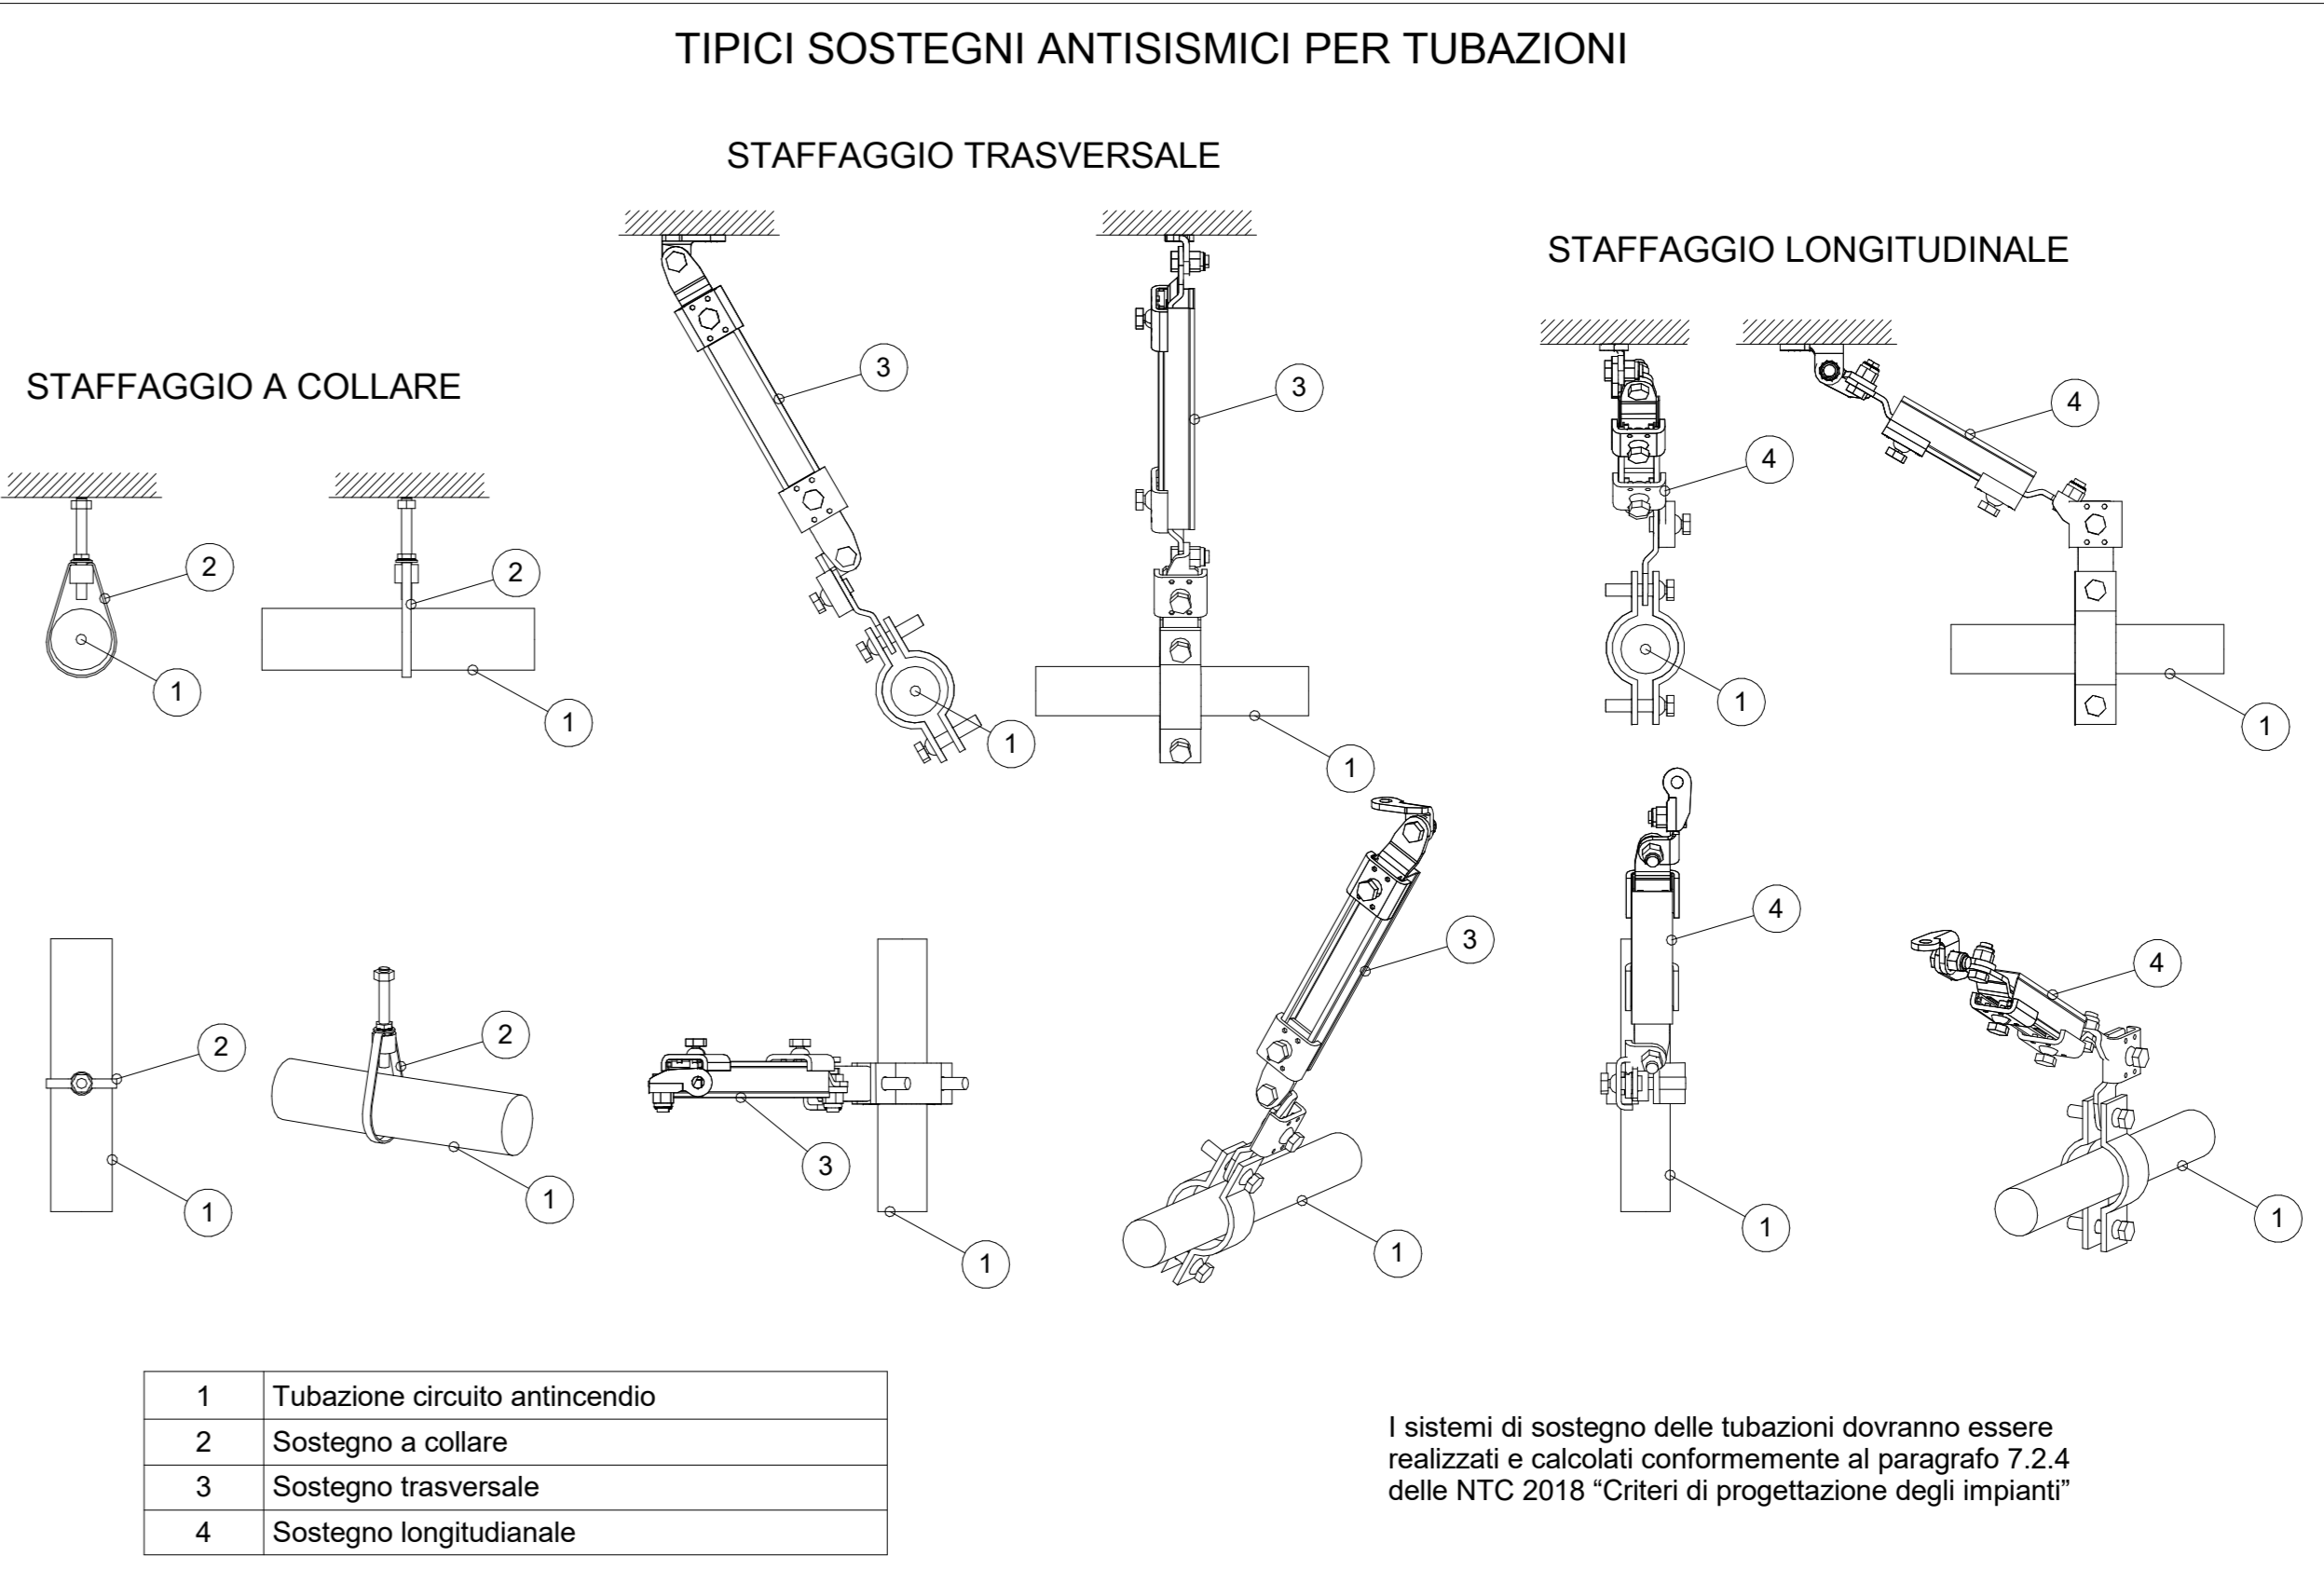 TIPICI SOSTEGNI ANTISISMICI PER TUBAZIONI
STAFFAGGIO TRASVERSALE
STAFFAGGIO LONGITUDINALE
STAFFAGGIO A COLLARE
3
3
4
4
2
2
1
1
1
1
1
1
2
2
1
1
3
1
3
1
4
1
4
1
1 Tubazione circuito antincendio
2 Sostegno a collare
3 Sostegno trasversale
4 Sostegno longitudianale
I sistemi di sostegno delle tubazioni dovranno essere
realizzati e calcolati conformemente al paragrafo 7.2.4
delle NTC 2018 “Criteri di progettazione degli impianti”